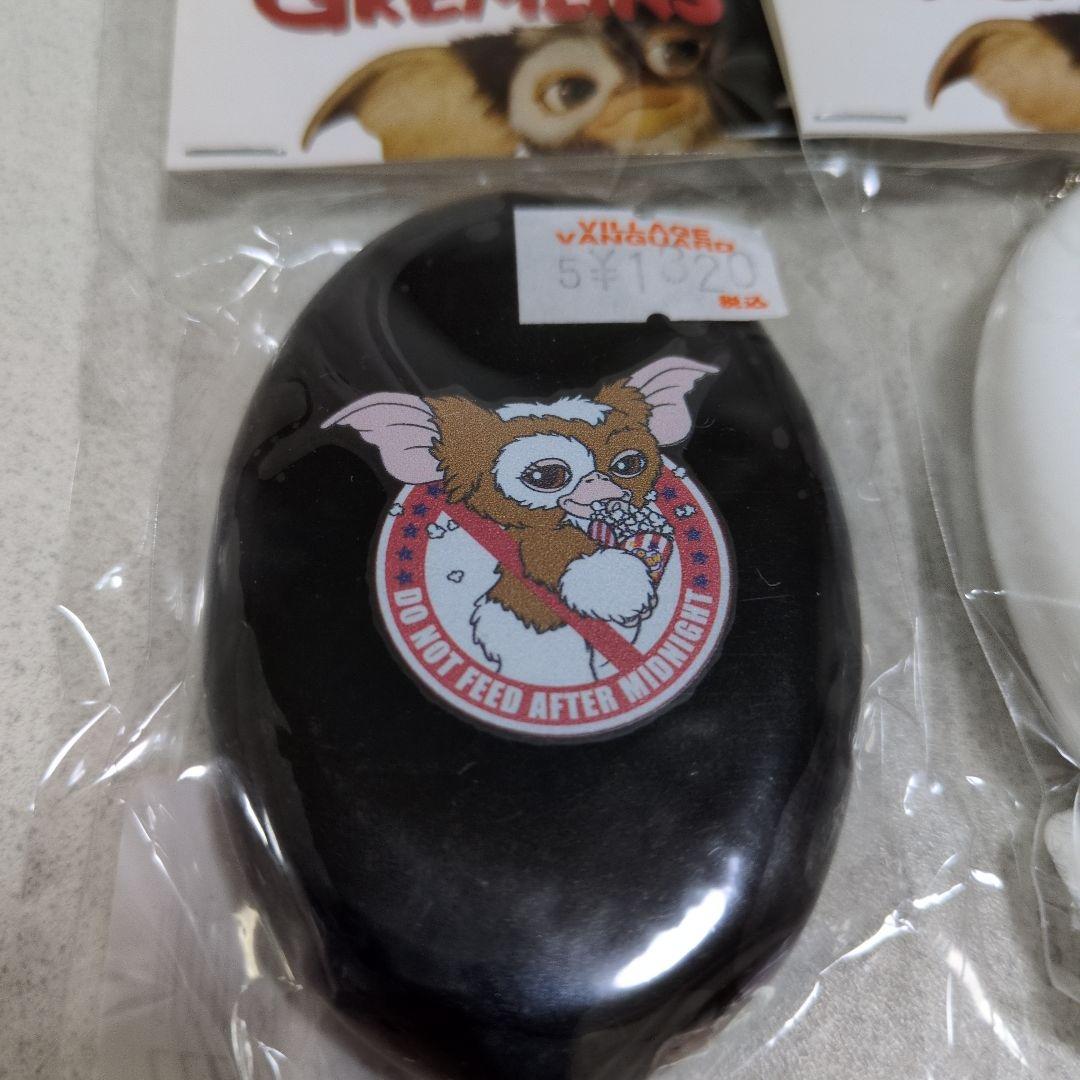 GREMLINS
VILLAGE
VANGUARD
5¥1320
税込
DO NOT FEED AFTER MIDNIGHT